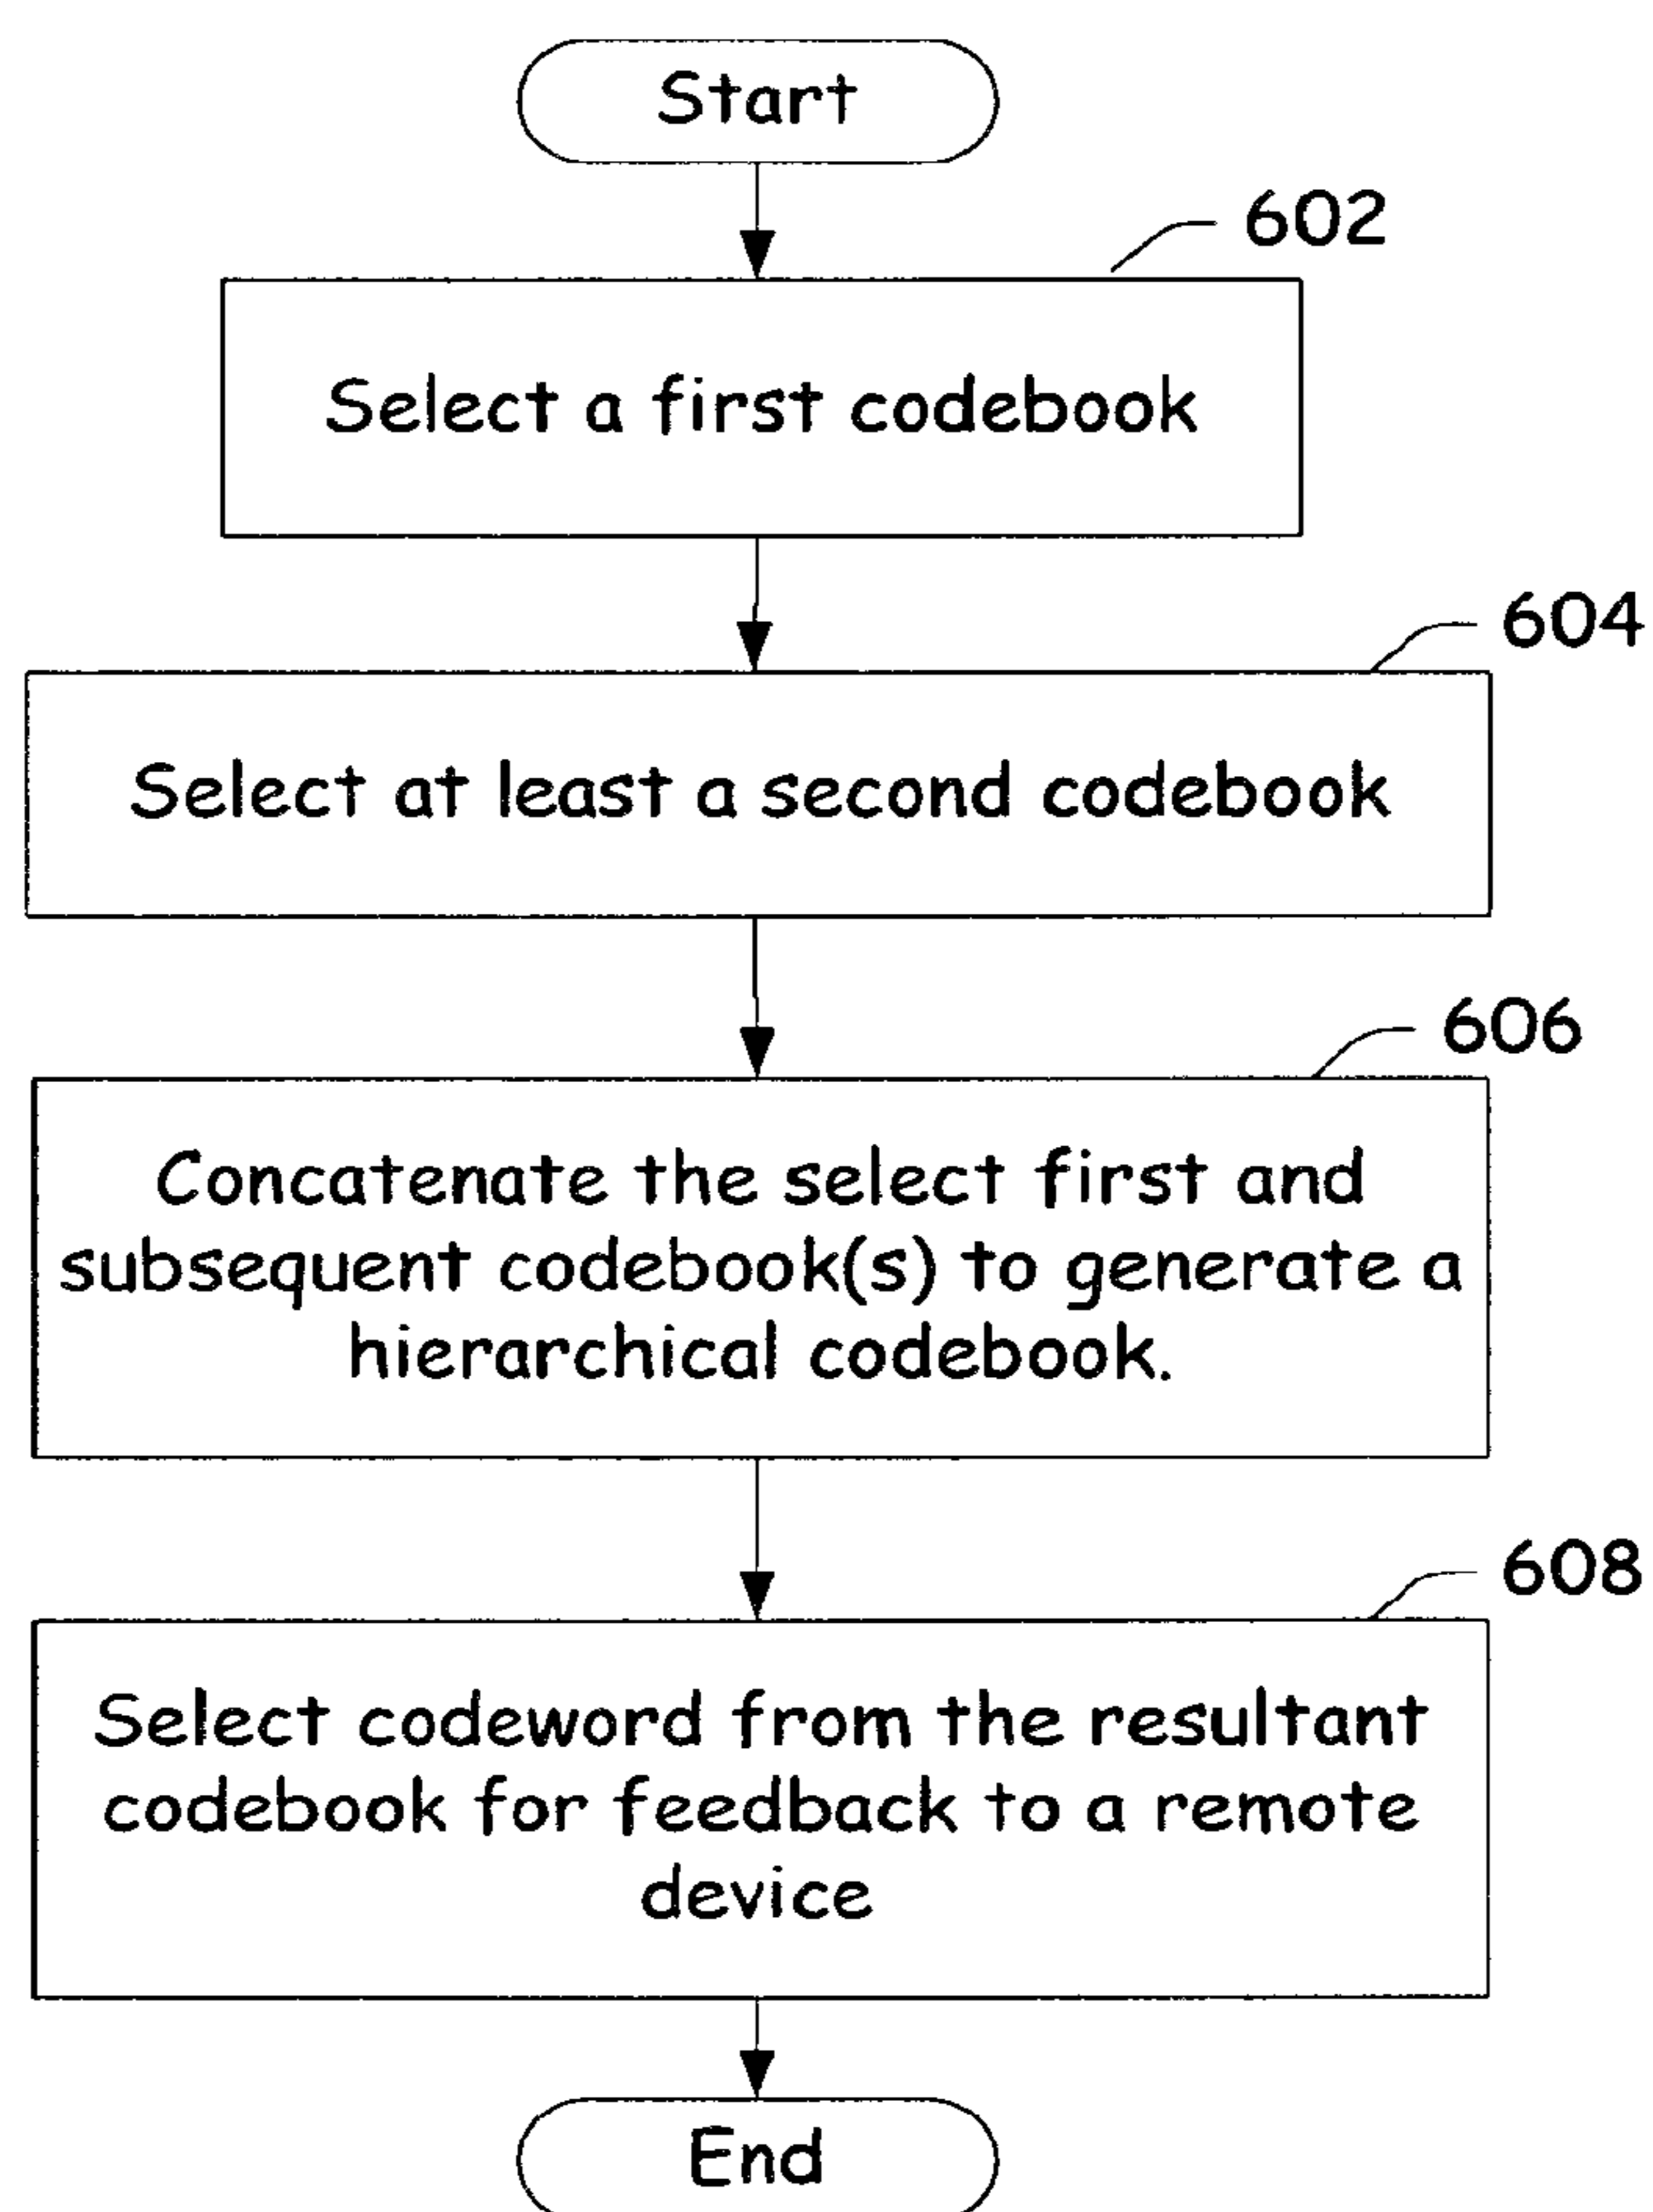 Start
602
Select a first codebook
604
Select at least a second codebook
606
Concatenate the select first and
subsequent codebook(s) to generate a
hierarchical codebook.
608
Select codeword from the resultant
codebook for feedback to a remote
device
End